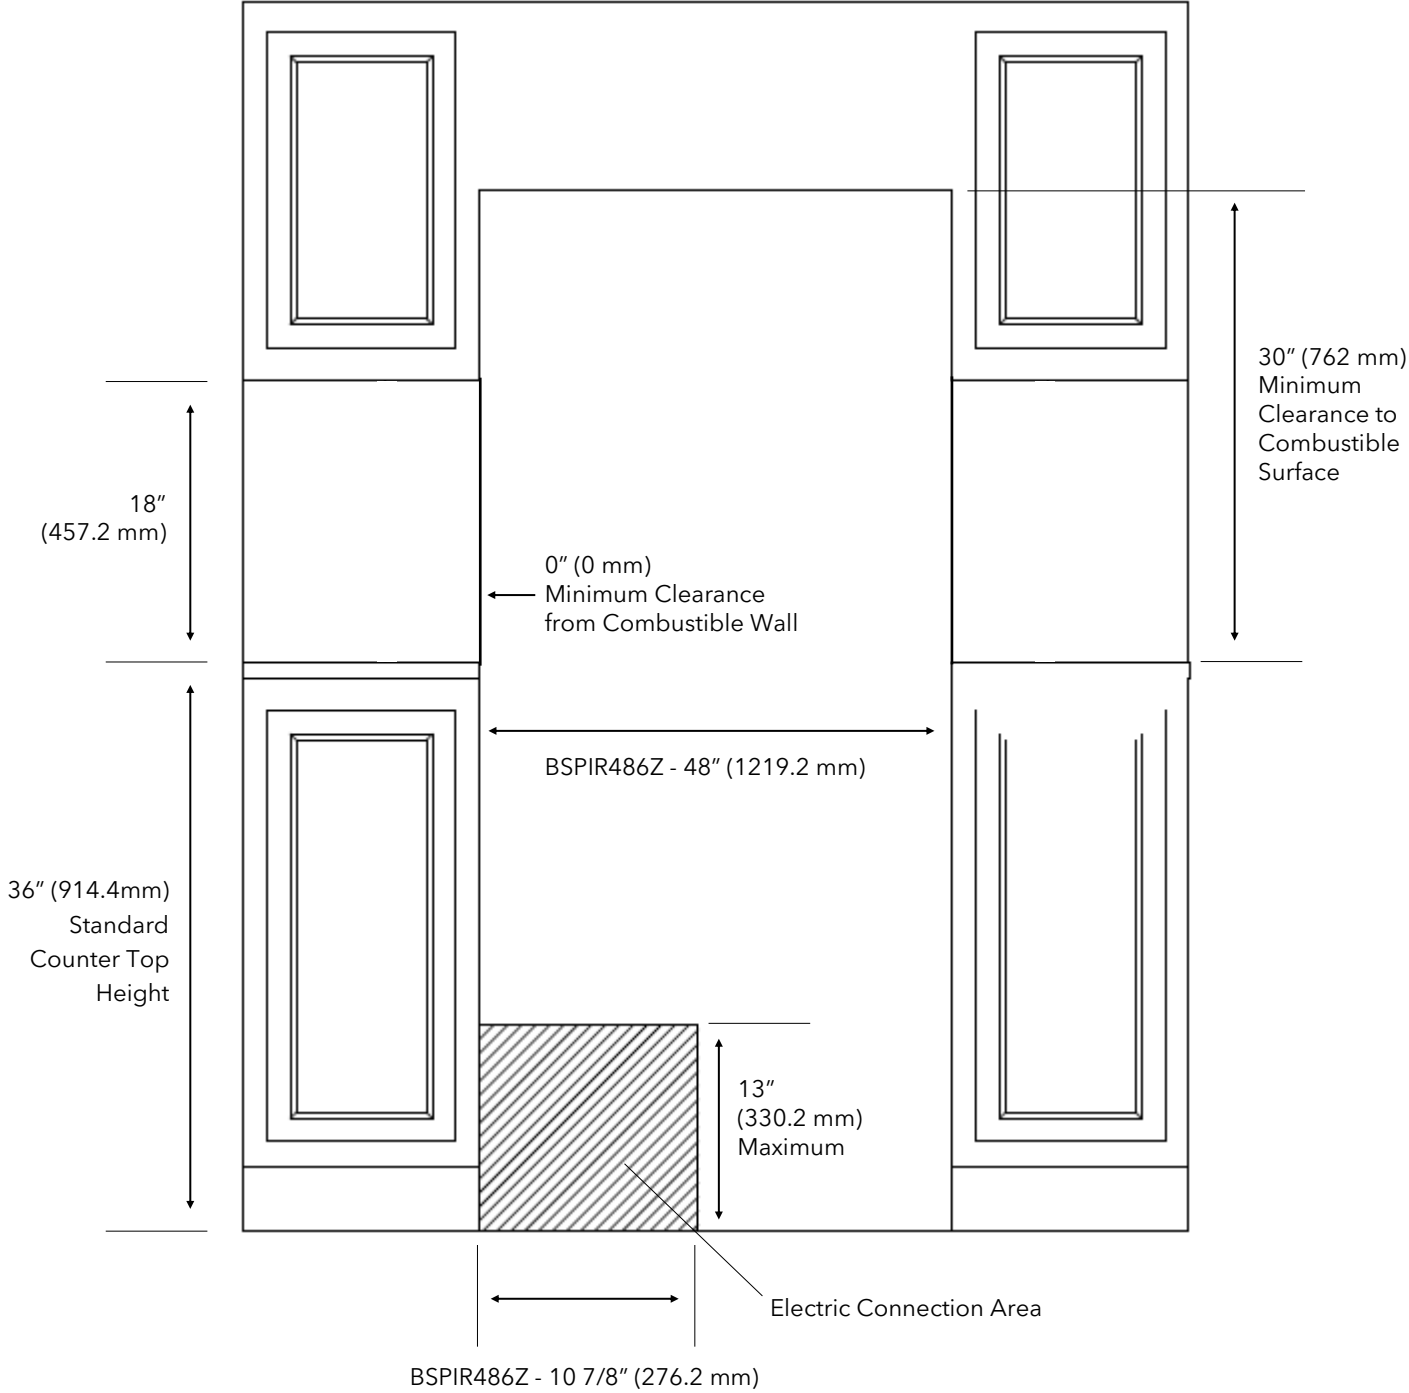 30” (762 mm)
Minimum
Clearance to
Combustible
Surface
18”
(457.2 mm)
0” (0 mm)
Minimum Clearance
from Combustible Wall
BSPIR486Z - 48” (1219.2 mm)
36” (914.4mm)
Standard
Counter Top
Height
13”
(330.2 mm)
Maximum
Electric Connection Area
BSPIR486Z - 10 7/8” (276.2 mm)